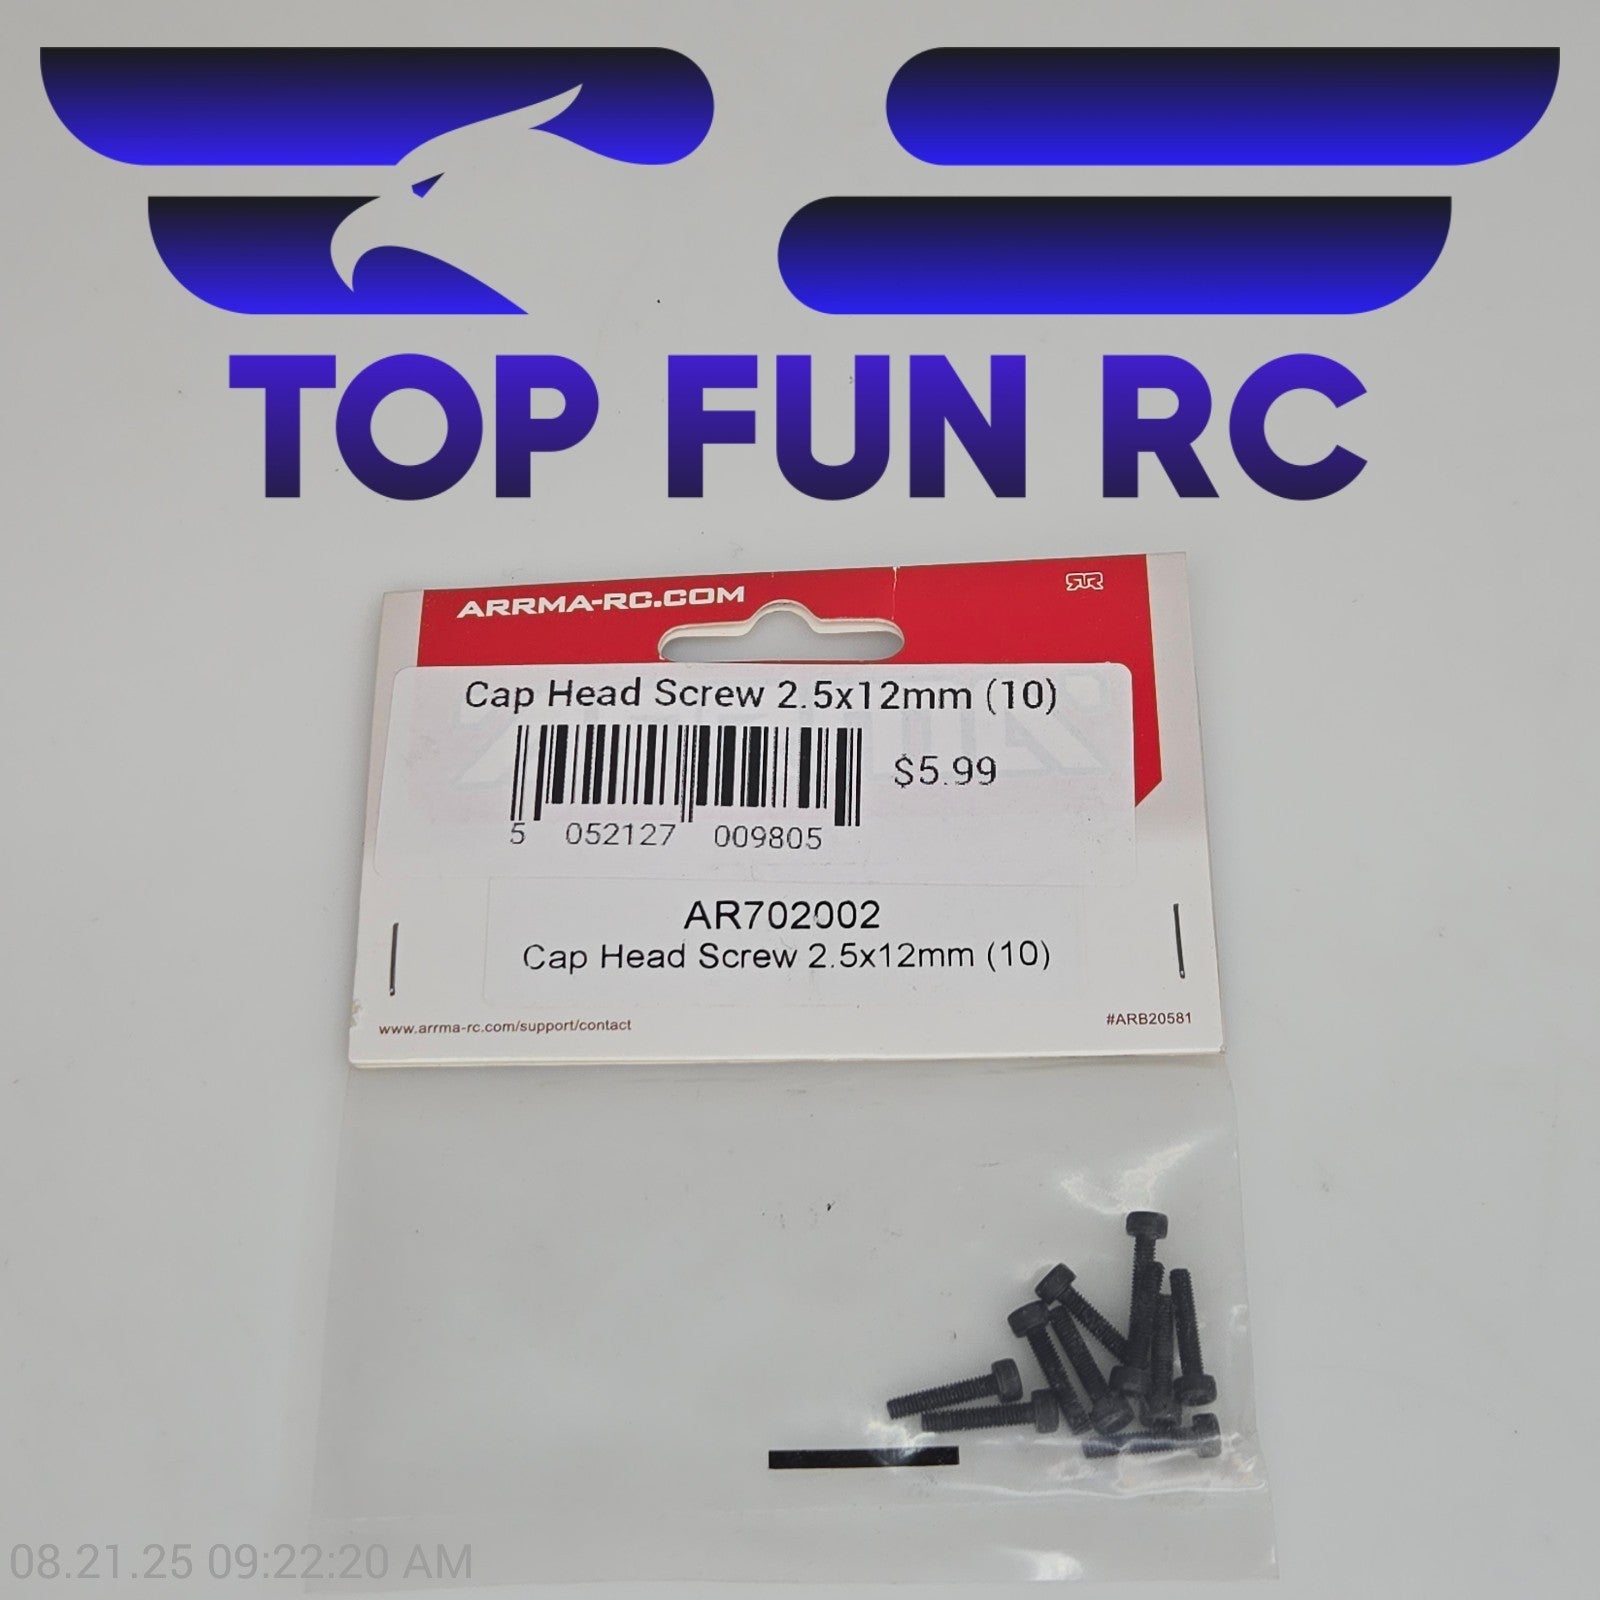 TOP FUN RC
ARRMA-RC.COM
Cap Head Screw 2.5x12mm (10)
$5.99
5 052127 009805
AR702002
Cap Head Screw 2.5x12mm (10)
www.arrma-rc.com/support/contact
#ARB20581
08.21.25 09:22:20 AM